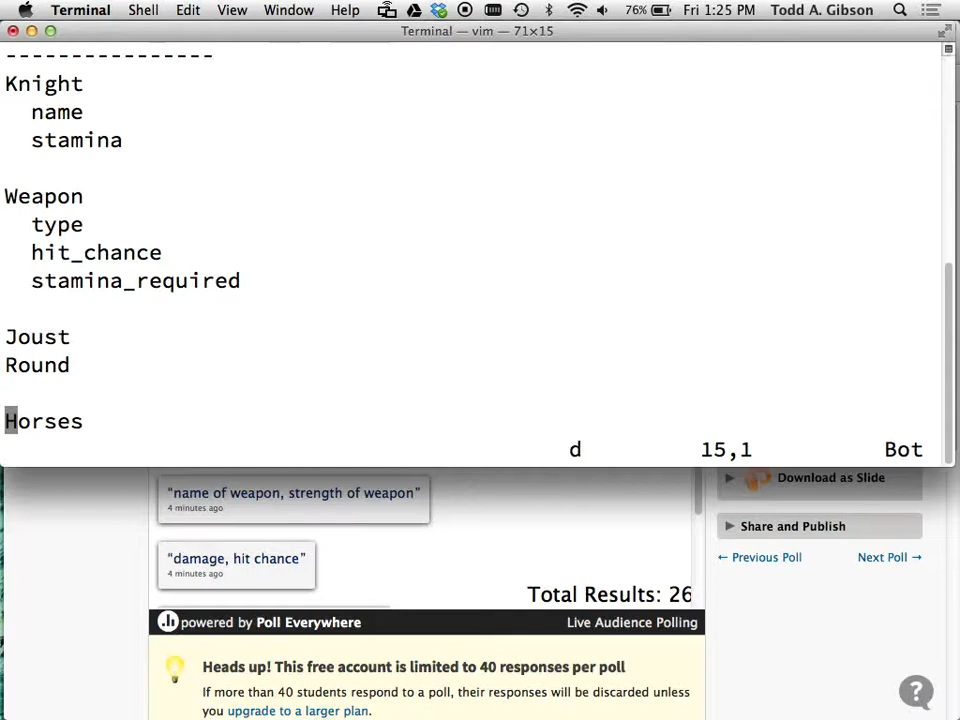 Terminal Shell Edit View Window Help 76% Fri 1:25 PM Todd A. Gibson
Terminal — vim — 71×15
----------------
Knight
name
stamina
Weapon
type
hit_chance
stamina_required
Joust
Round
Horses
d 15,1 Bot
"name of weapon, strength of weapon"
4 minutes ago
Download as Slide
Share and Publish
"damage, hit chance"
4 minutes ago
← Previous Poll Next Poll →
Total Results: 26
powered by Poll Everywhere Live Audience Polling
Heads up! This free account is limited to 40 responses per poll
If more than 40 students respond to a poll, their responses will be discarded unless
you upgrade to a larger plan.
?